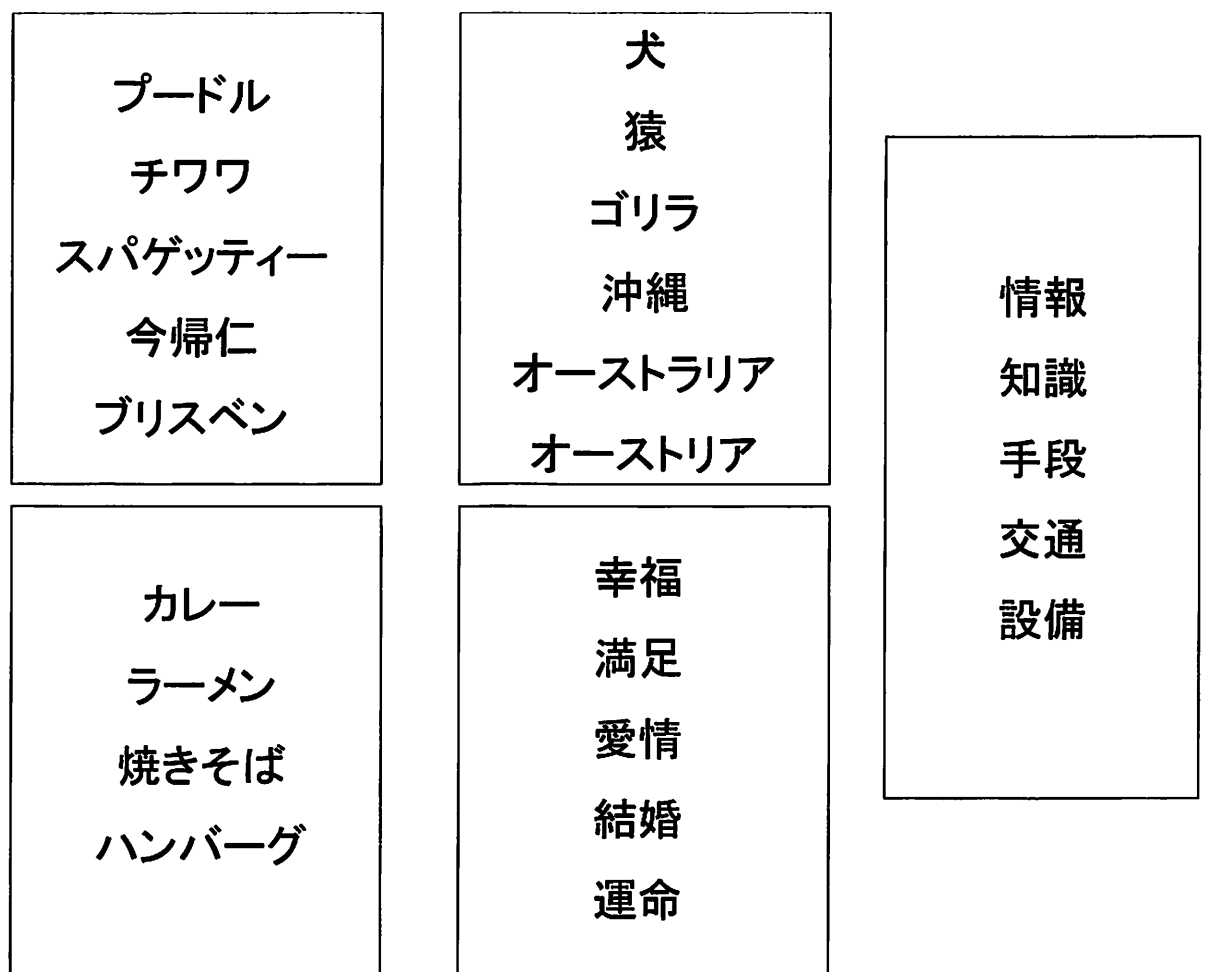 プードル
チワワ
スパゲッティー
今帰仁
ブリスベン
カレー
ラーメン
焼きそば
ハンバーグ
犬
猿
ゴリラ
沖縄
オーストラリア
オーストリア
幸福
満足
愛情
結婚
運命
情報
知識
手段
交通
設備